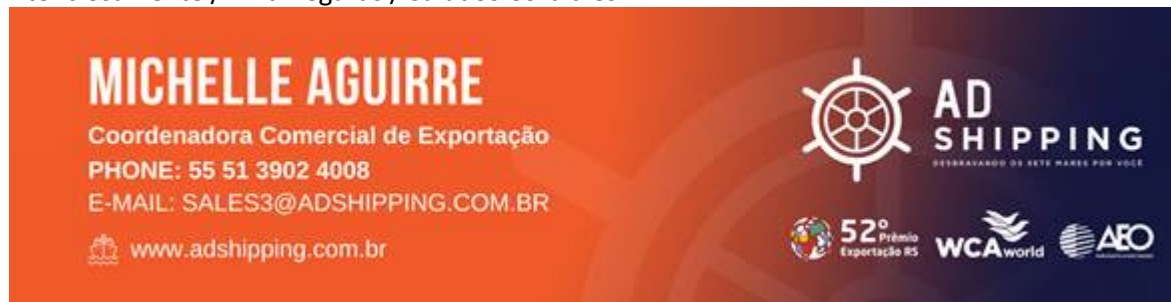 MICHELLE AGUIRRE
Coordenadora Comercial de Exportação
PHONE: 55 51 3902 4008
E-MAIL: SALES3@ADSHIPPING.COM.BR
www.adshipping.com.br
AD
SHIPPING
DESBRAVANDO OS SETE MARES POR VOCÊ
52º Prêmio
Exportação RS
WCAworld
AEO